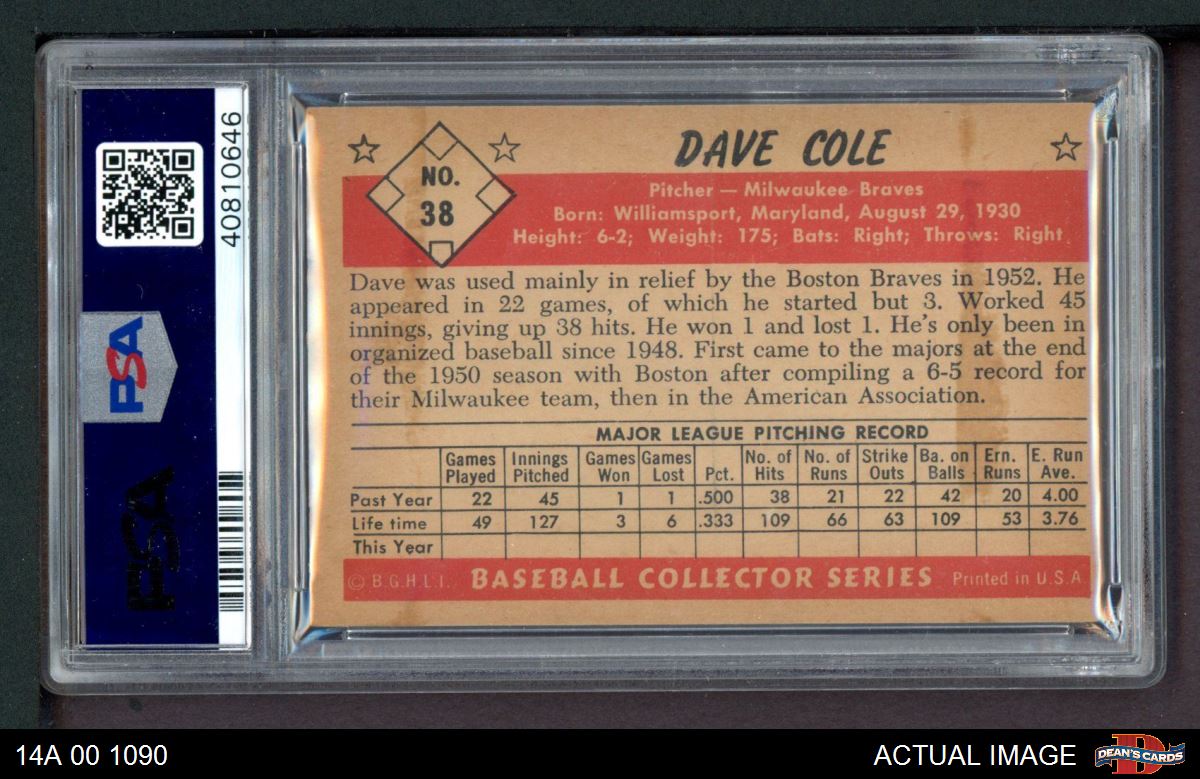 40810646
PSA
PSA
DAVE COLE
NO.
38
Pitcher — Milwaukee Braves
Born: Williamsport, Maryland, August 29, 1930
Height: 6-2; Weight: 175; Bats: Right; Throws: Right
Dave was used mainly in relief by the Boston Braves in 1952. He
appeared in 22 games, of which he started but 3. Worked 45
innings, giving up 38 hits. He won 1 and lost 1. He's only been in
organized baseball since 1948. First came to the majors at the end
of the 1950 season with Boston after compiling a 6-5 record for
their Milwaukee team, then in the American Association.
MAJOR LEAGUE PITCHING RECORD
Games Innings Games Games No. of No. of Strike Ba. on Ern. E. Run
Played Pitched Won Lost Pct. Hits Runs Outs Balls Runs Ave.
Past Year 22 45 1 1 .500 38 21 22 42 20 4.00
Life time 49 127 3 6 .333 109 66 63 109 53 3.76
This Year
© B.G.H.L.I. BASEBALL COLLECTOR SERIES Printed in U.S.A.
14A 00 1090
ACTUAL IMAGE
DEAN'S CARDS